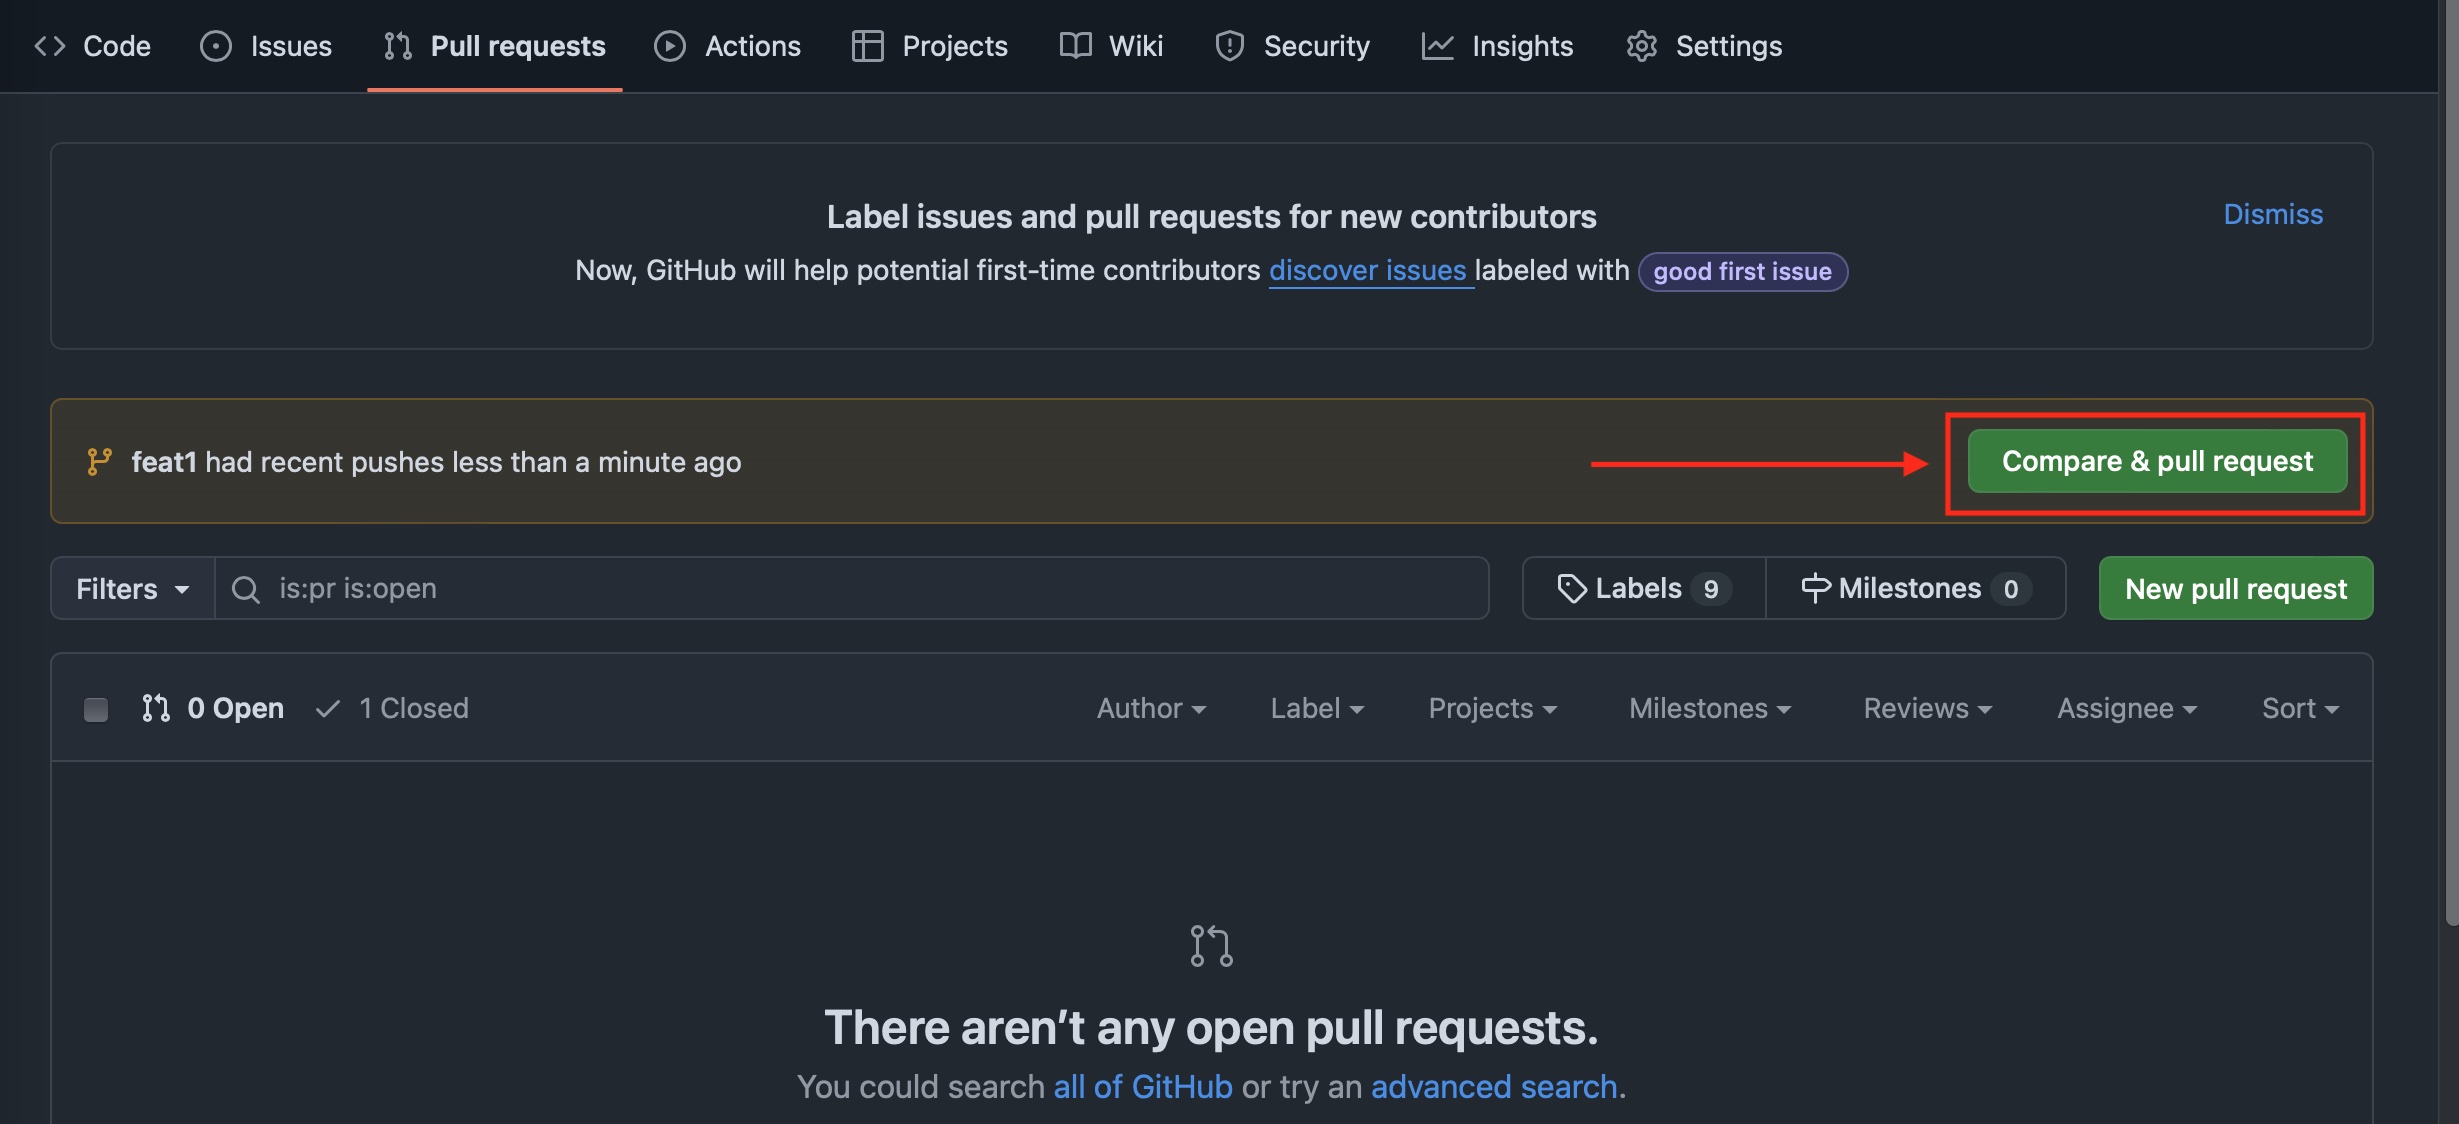 Code Issues Pull requests Actions Projects Wiki Security Insights Settings
Label issues and pull requests for new contributors
Dismiss
Now, GitHub will help potential first-time contributors discover issues labeled with good first issue
feat1 had recent pushes less than a minute ago
Compare & pull request
Filters is:pr is:open Labels 9 Milestones 0 New pull request
0 Open 1 Closed Author Label Projects Milestones Reviews Assignee Sort
There aren’t any open pull requests.
You could search all of GitHub or try an advanced search.